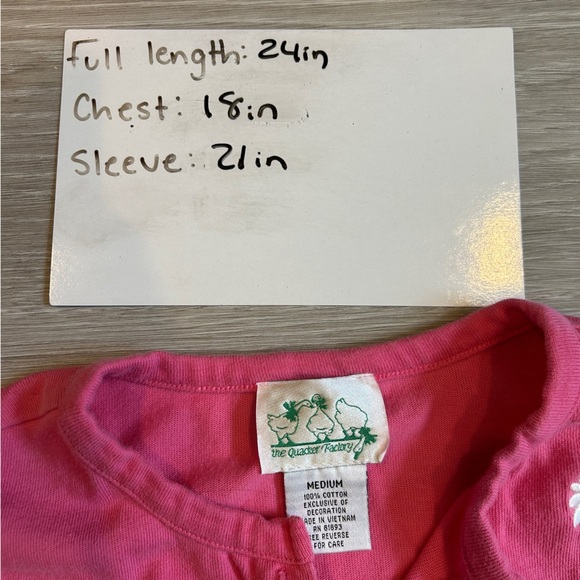 Full length: 24in
Chest: 18in
Sleeve: 21in
the Quacker Factory
MEDIUM
100% COTTON
EXCLUSIVE OF
DECORATION
MADE IN VIETNAM
RN 81893
SEE REVERSE
FOR CARE